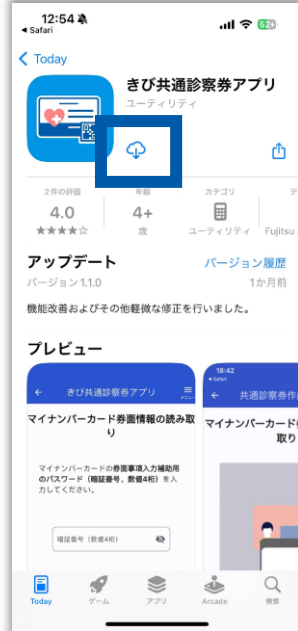 12:54
52
◀ Safari
Today
きび共通診察券アプリ
ユーティリティ
2件の評価
4.0
★★★★☆
年齢
4+
歳
カテゴリ
ユーティリティ
デ
Fujitsu
アップデート
バージョン履歴
バージョン 1.1.0
1か月前
機能改善およびその他軽微な修正を行いました。
プレビュー
きび共通診察券アプリ
メニュー
マイナンバーカード券面情報の読み取
り
マイナンバーカードの券面事項入力補助用
のパスワード（暗証番号、数値4桁）を入
力してください。
暗証番号（数値4桁）
18:42
◀ Safari
共通診察券作
マイナンバーカード
取り
Today
ゲーム
アプリ
Arcade
検索